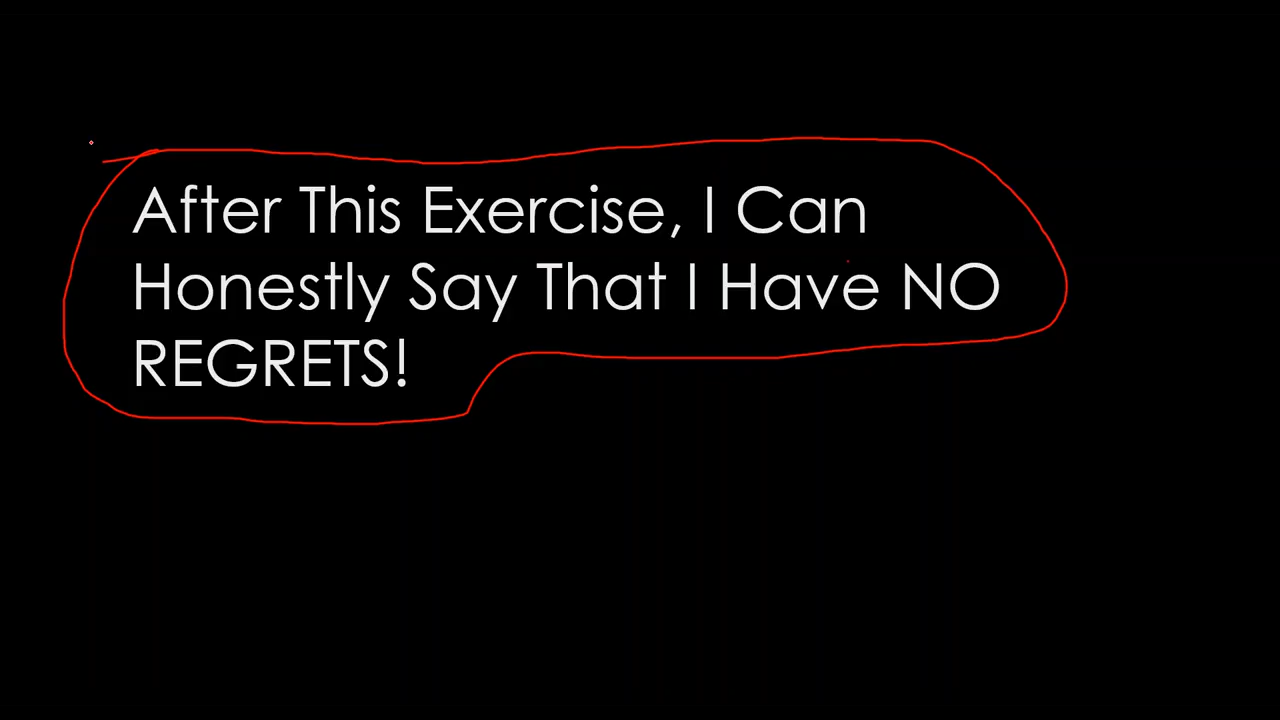 After This Exercise, I Can
Honestly Say That I Have NO
REGRETS!